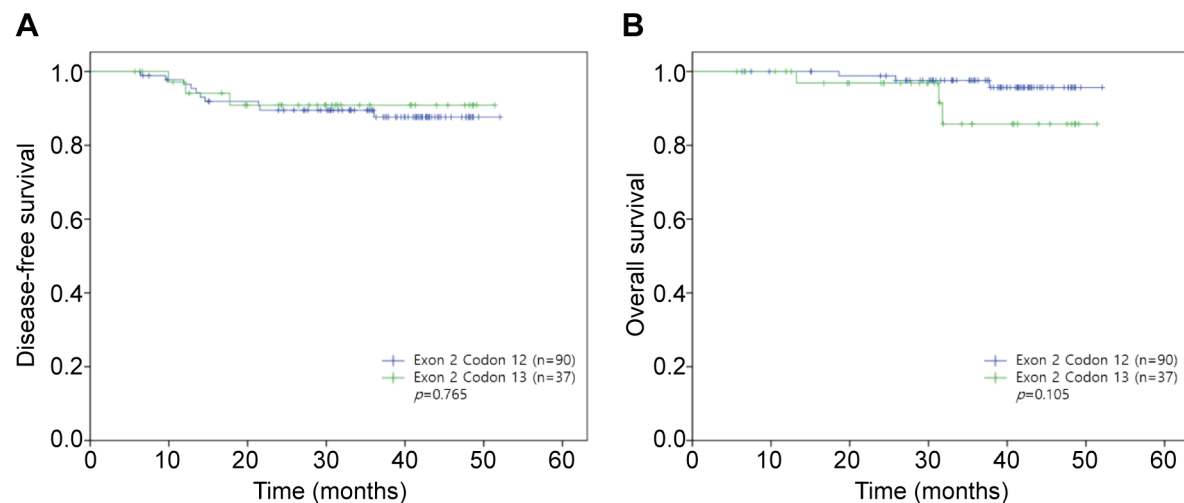 A
Disease-free survival
1.0
0.8
0.6
0.4
0.2
0.0
Exon 2 Codon 12 (n=90)
Exon 2 Codon 13 (n=37)
p=0.765
0 10 20 30 40 50 60
Time (months)
B
Overall survival
1.0
0.8
0.6
0.4
0.2
0.0
Exon 2 Codon 12 (n=90)
Exon 2 Codon 13 (n=37)
p=0.105
0 10 20 30 40 50 60
Time (months)